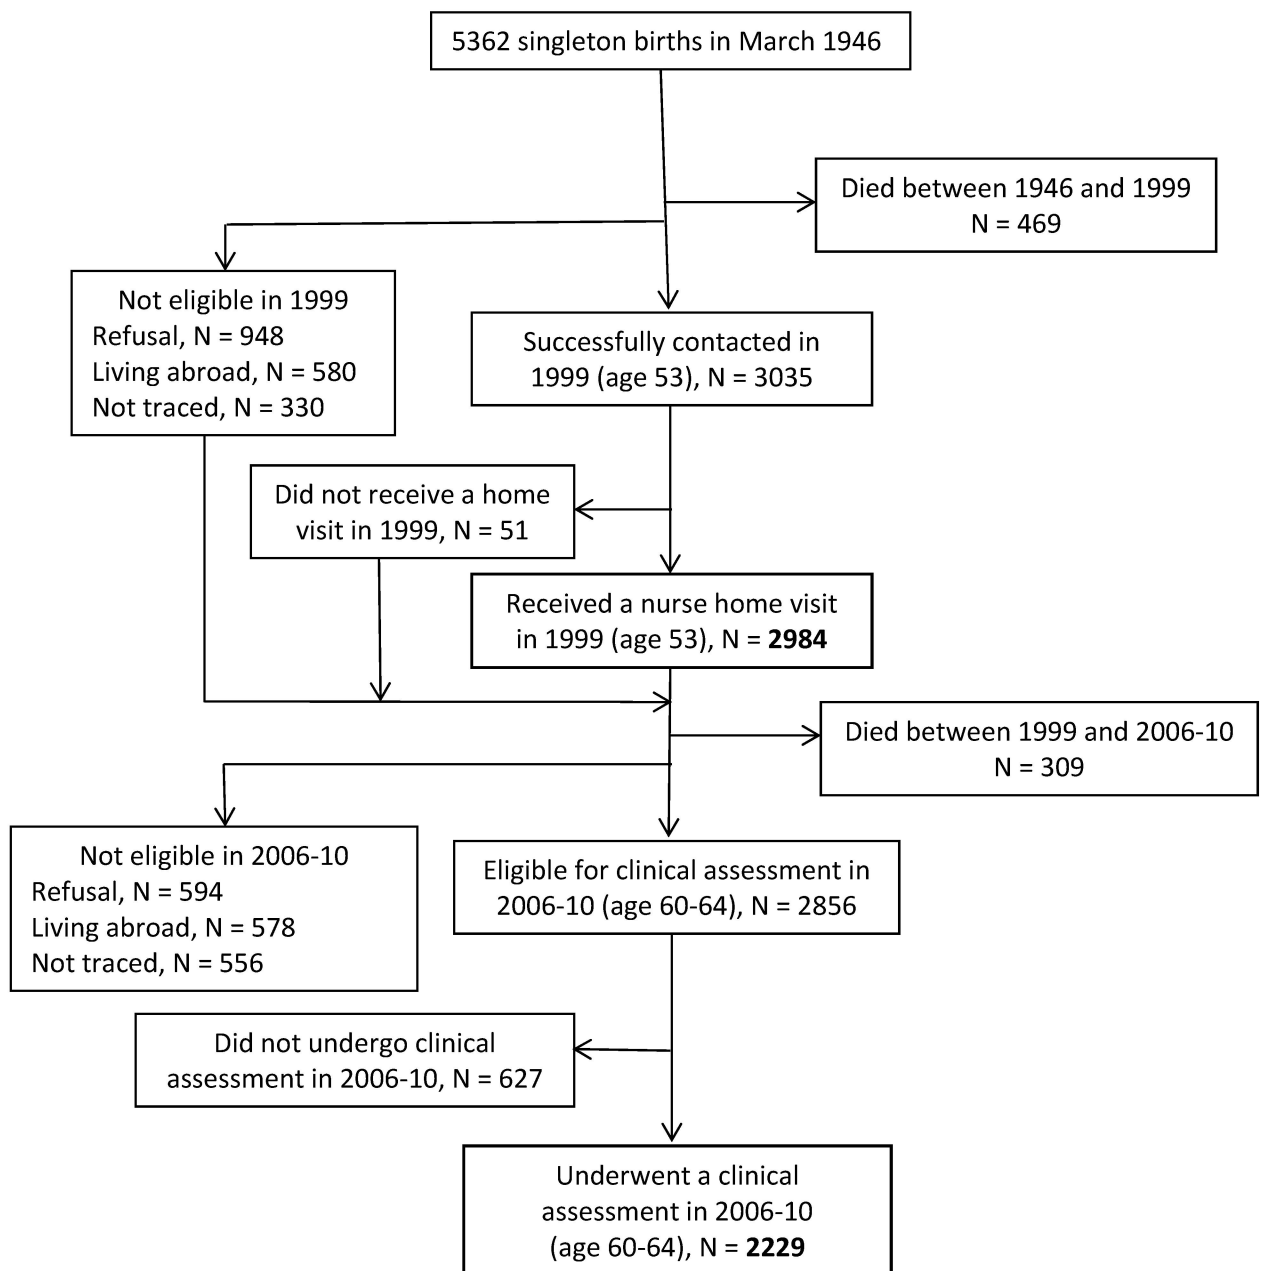 5362 singleton births in March 1946
Died between 1946 and 1999
N = 469
Not eligible in 1999
Refusal, N = 948
Living abroad, N = 580
Not traced, N = 330
Successfully contacted in
1999 (age 53), N = 3035
Did not receive a home
visit in 1999, N = 51
Received a nurse home visit
in 1999 (age 53), N = 2984
Died between 1999 and 2006-10
N = 309
Not eligible in 2006-10
Refusal, N = 594
Living abroad, N = 578
Not traced, N = 556
Eligible for clinical assessment in
2006-10 (age 60-64), N = 2856
Did not undergo clinical
assessment in 2006-10, N = 627
Underwent a clinical
assessment in 2006-10
(age 60-64), N = 2229